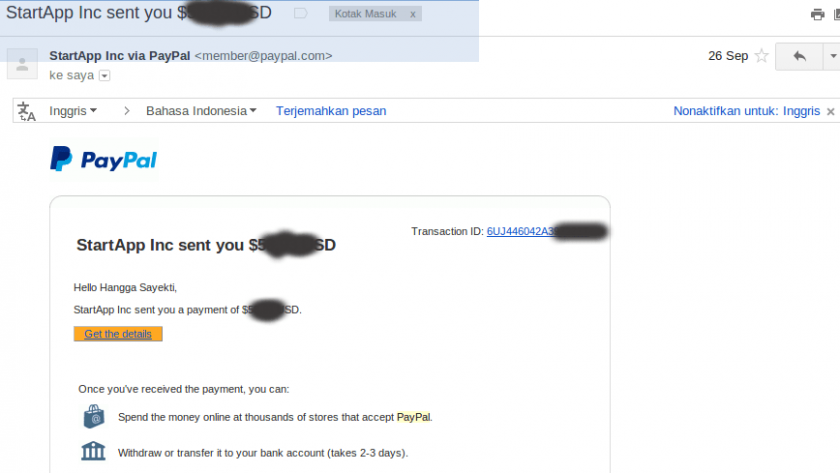 StartApp Inc sent you $ SD
Kotak Masuk x
StartApp Inc via PayPal <member@paypal.com>
26 Sep
ke saya
Inggris > Bahasa Indonesia Terjemahkan pesan Nonaktifkan untuk: Inggris x
PayPal
Transaction ID: 6UJ446042A3
StartApp Inc sent you $5 SD
Hello Hangga Sayekti,
StartApp Inc sent you a payment of $ SD.
Get the details
Once you've received the payment, you can:
Spend the money online at thousands of stores that accept PayPal.
Withdraw or transfer it to your bank account (takes 2-3 days).